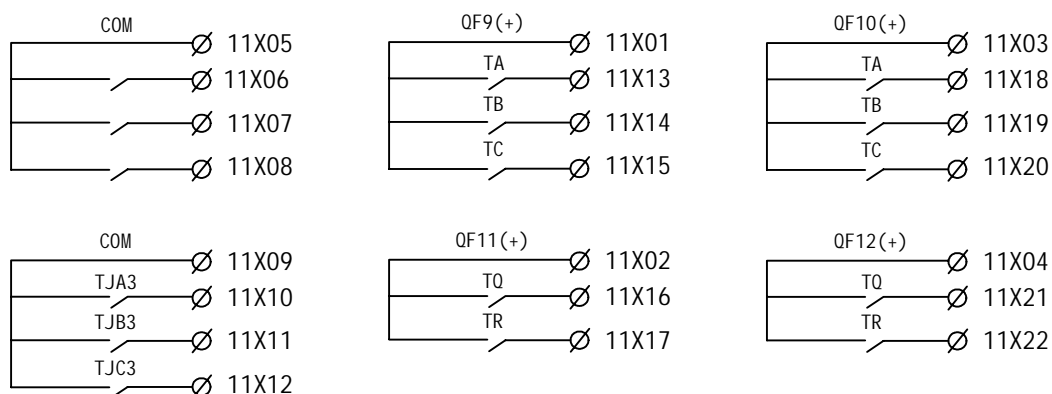 COM
11X05
11X06
11X07
11X08
QF9(+)
11X01
TA
11X13
TB
11X14
TC
11X15
QF10(+)
11X03
TA
11X18
TB
11X19
TC
11X20
COM
11X09
TJA3
11X10
TJB3
11X11
TJC3
11X12
QF11(+)
11X02
TQ
11X16
TR
11X17
QF12(+)
11X04
TQ
11X21
TR
11X22